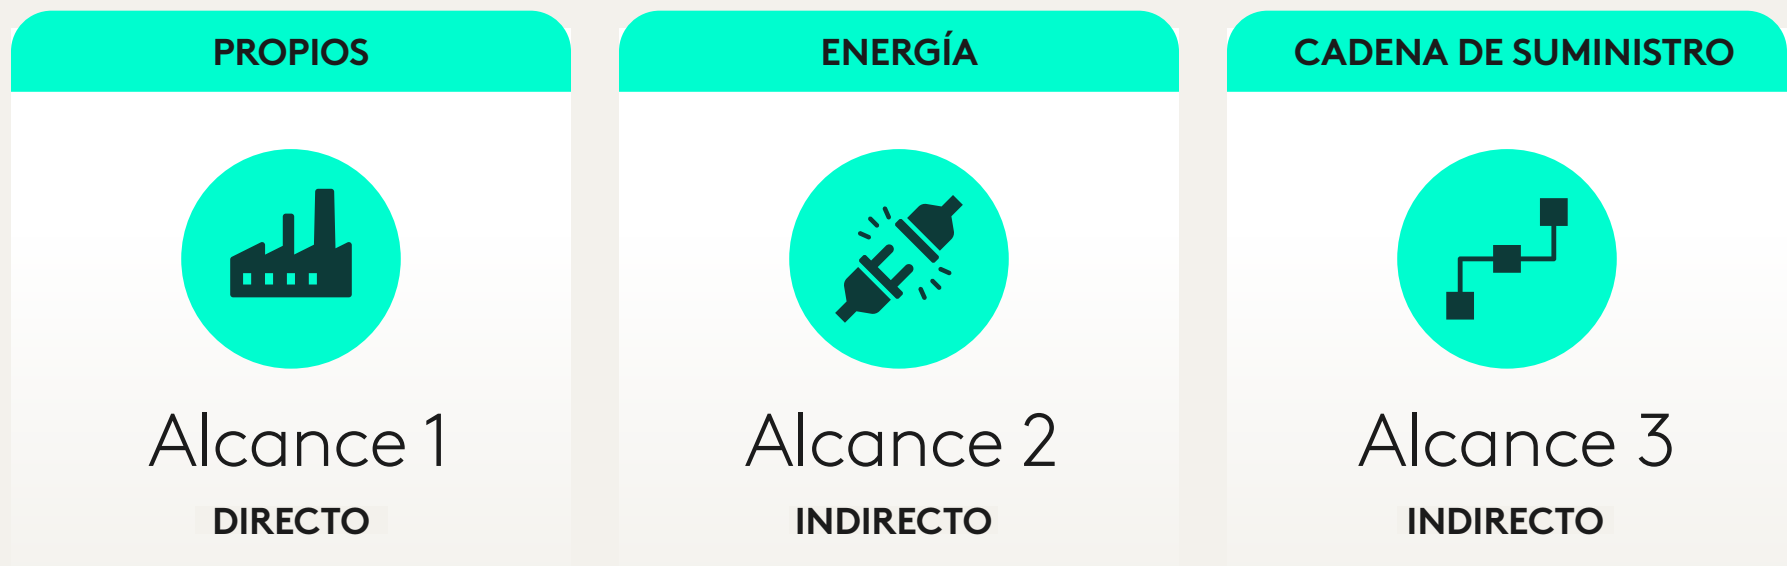 PROPIOS
Alcance 1
DIRECTO
ENERGÍA
Alcance 2
INDIRECTO
CADENA DE SUMINISTRO
Alcance 3
INDIRECTO